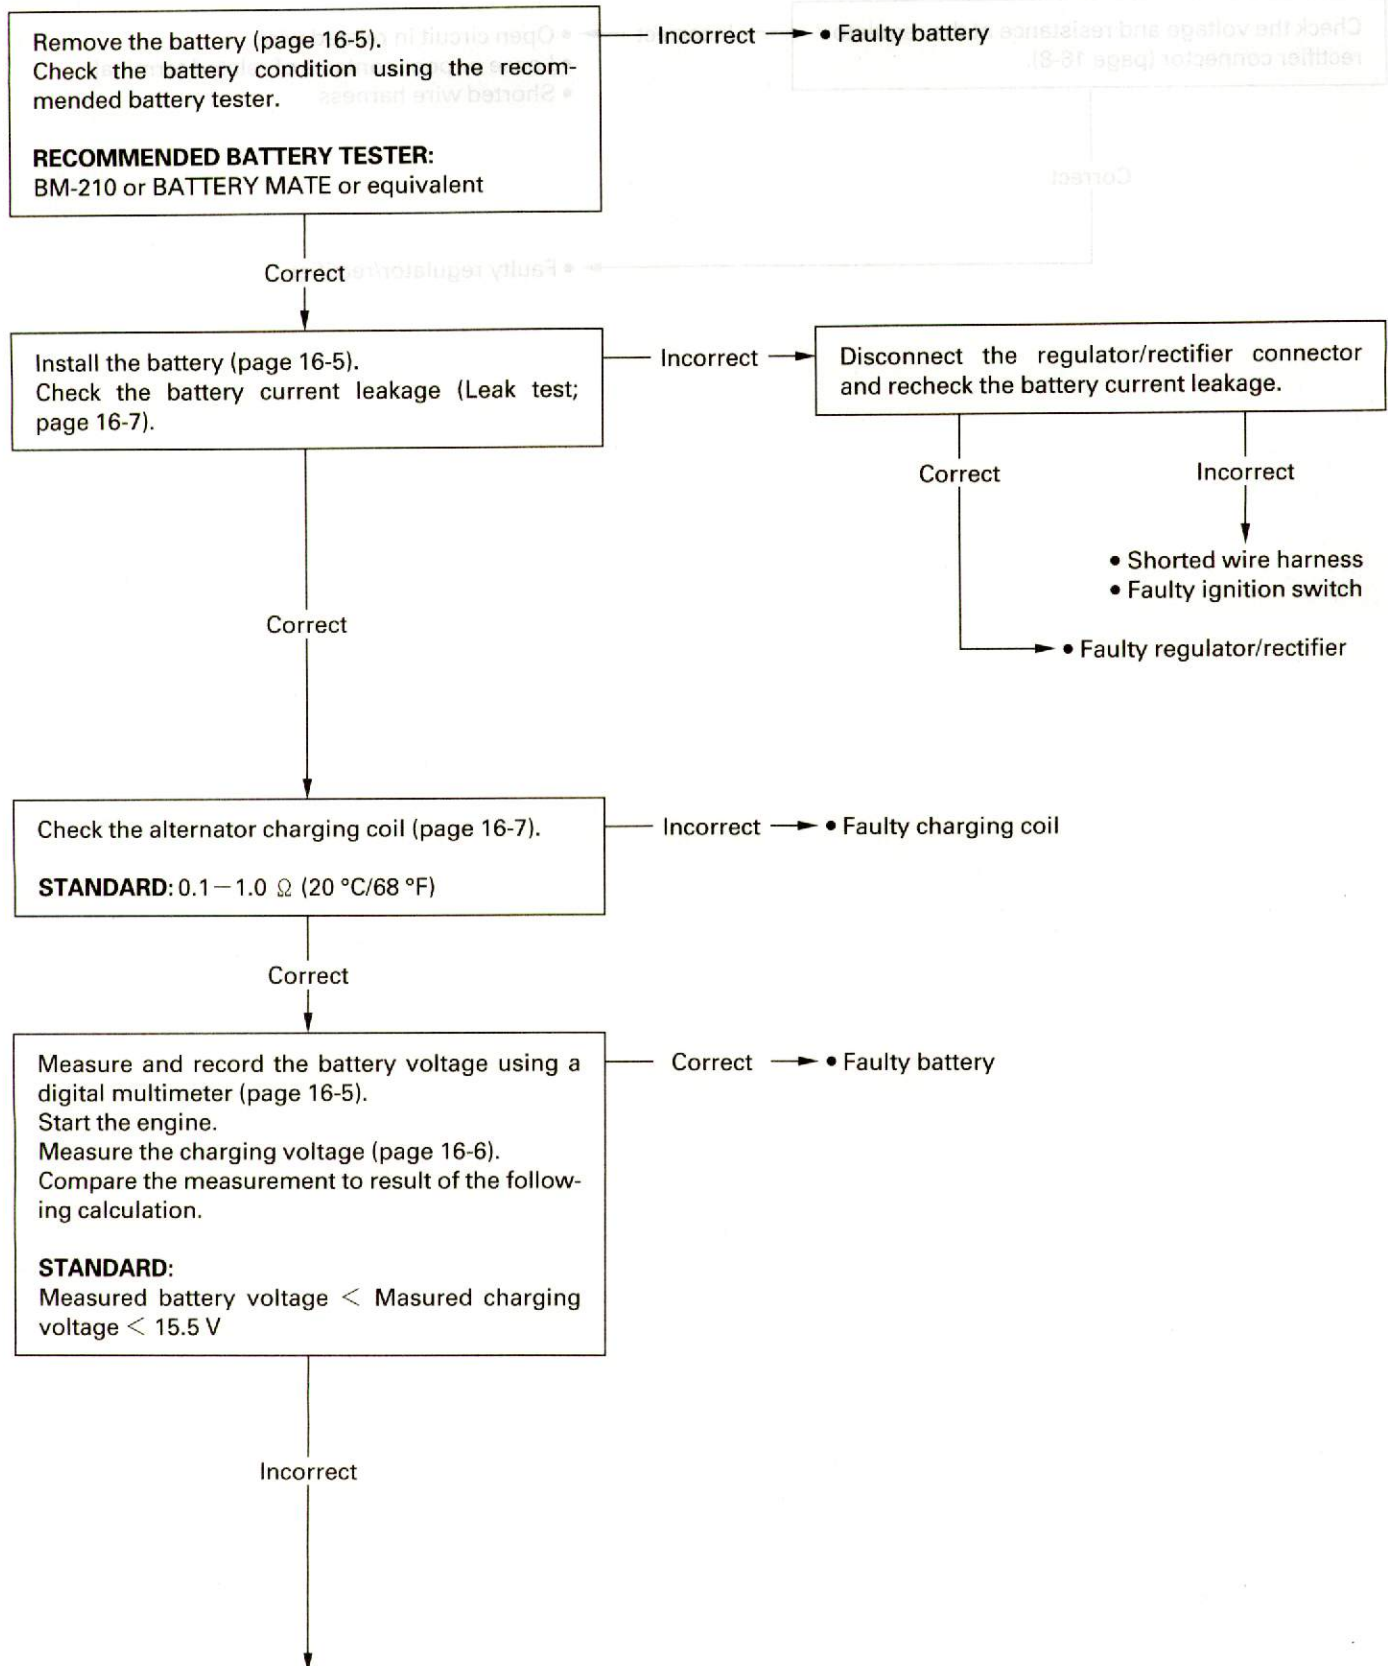 Remove the battery (page 16-5).
Check the battery condition using the recom-
mended battery tester.
RECOMMENDED BATTERY TESTER:
BM-210 or BATTERY MATE or equivalent
Incorrect
• Faulty battery
Correct
Install the battery (page 16-5).
Check the battery current leakage (Leak test;
page 16-7).
Incorrect
Disconnect the regulator/rectifier connector
and recheck the battery current leakage.
Correct
Incorrect
• Shorted wire harness
• Faulty ignition switch
• Faulty regulator/rectifier
Correct
Check the alternator charging coil (page 16-7).
STANDARD: 0.1－1.0 Ω (20 °C/68 °F)
Incorrect
• Faulty charging coil
Correct
Measure and record the battery voltage using a
digital multimeter (page 16-5).
Start the engine.
Measure the charging voltage (page 16-6).
Compare the measurement to result of the follow-
ing calculation.
STANDARD:
Measured battery voltage < Masured charging
voltage < 15.5 V
Correct
• Faulty battery
Incorrect